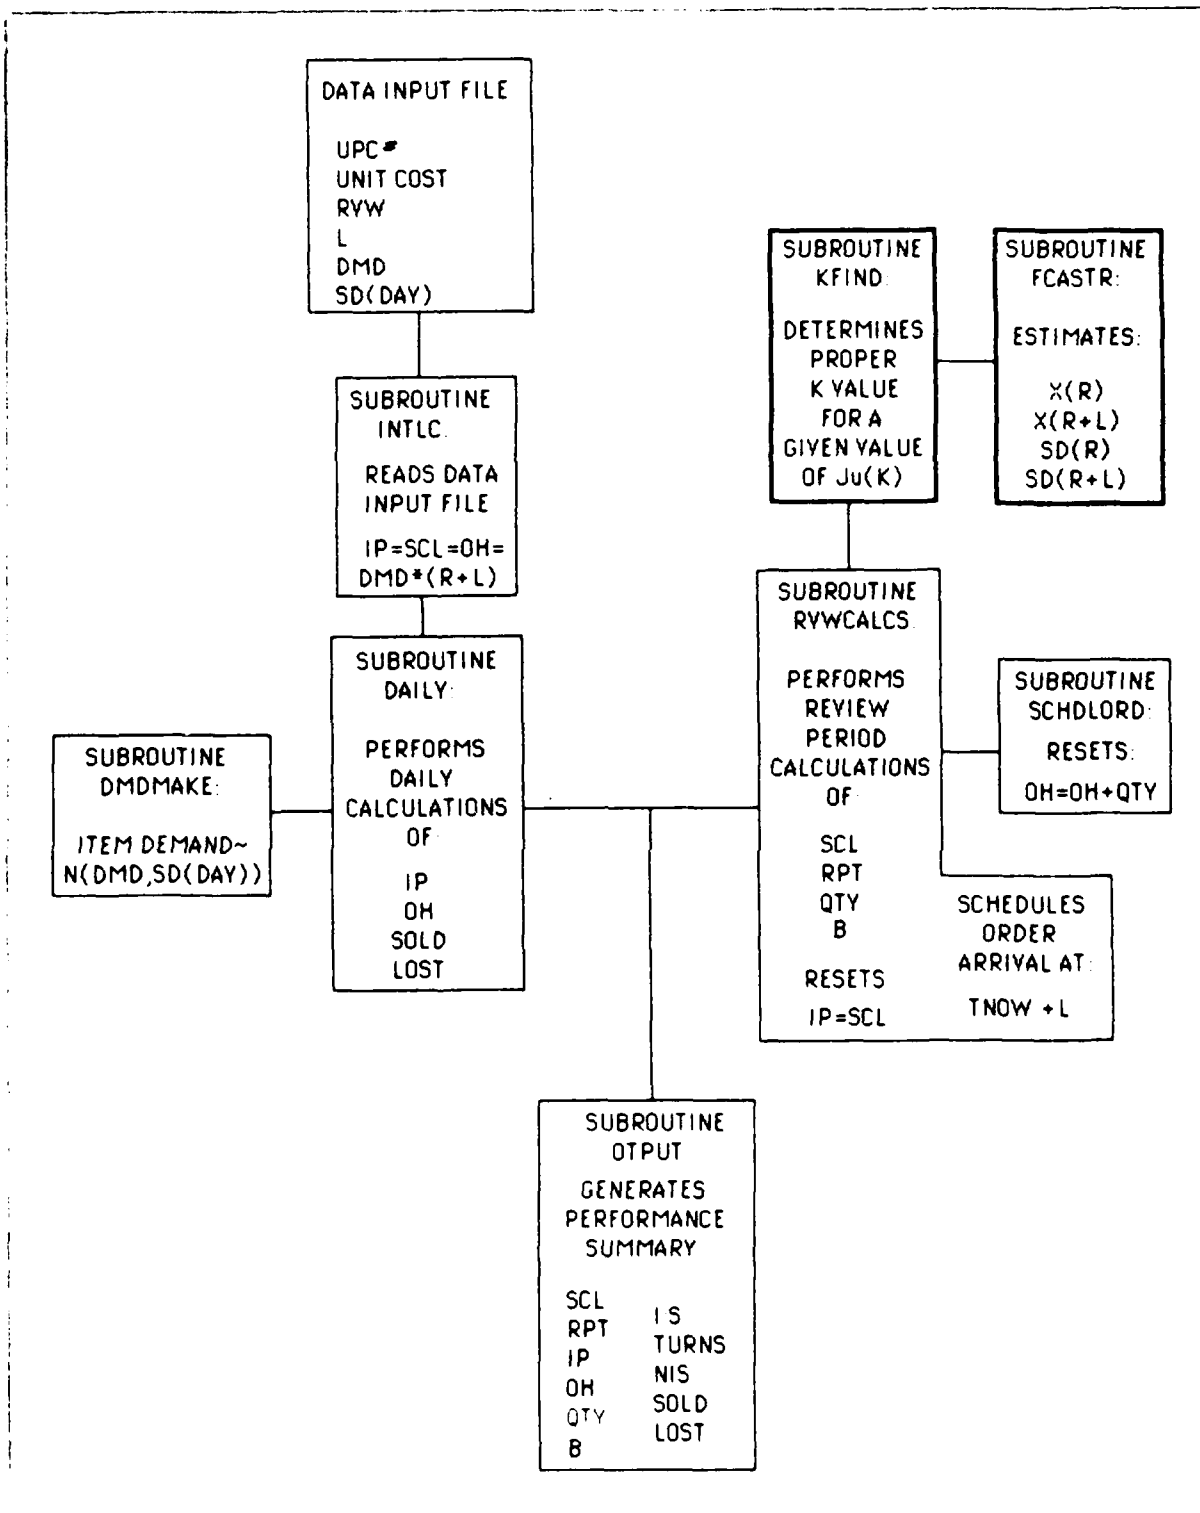 DATA INPUT FILE
UPC#
UNIT COST
RVW
L
DMD
SD(DAY)
SUBROUTINE
INTLC:
READS DATA
INPUT FILE
IP=SCL=OH=
DMD*(R+L)
SUBROUTINE
DAILY:
PERFORMS
DAILY
CALCULATIONS
OF:
IP
OH
SOLD
LOST
SUBROUTINE
DMDMAKE:
ITEM DEMAND~
N(DMD,SD(DAY))
SUBROUTINE
KFIND:
DETERMINES
PROPER
K VALUE
FOR A
GIVEN VALUE
OF Ju(K)
SUBROUTINE
FCASTR:
ESTIMATES:
X(R)
X(R+L)
SD(R)
SD(R+L)
SUBROUTINE
RVWCALCS
PERFORMS
REVIEW
PERIOD
CALCULATIONS
OF:
SCL
RPT
QTY
B
RESETS
IP=SCL
SCHEDULES
ORDER
ARRIVAL AT:
TNOW +L
SUBROUTINE
SCHDLORD:
RESETS:
OH=OH+QTY
SUBROUTINE
OTPUT
GENERATES
PERFORMANCE
SUMMARY
SCL
RPT
IP
OH
QTY
B
IS
TURNS
NIS
SOLD
LOST